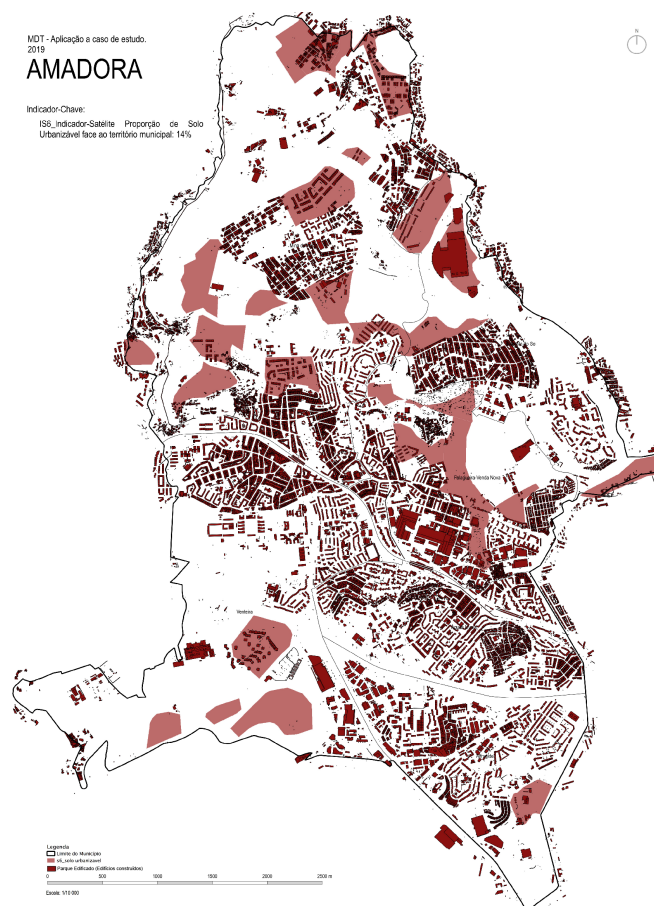 MDT - Aplicação a caso de estudo.
2019
AMADORA
N
Indicador-Chave:
IS6_Indicador-Satélite Proporção de Solo
Urbanizável face ao território municipal: 14%
Venda Nova
Venteira
Legenda
Limite do Município
s6_solo urbanizavel
Parque Edificado (Edifícios construídos)
0 500 1000 1500 2000 2500 m
Escala: 1/10 000